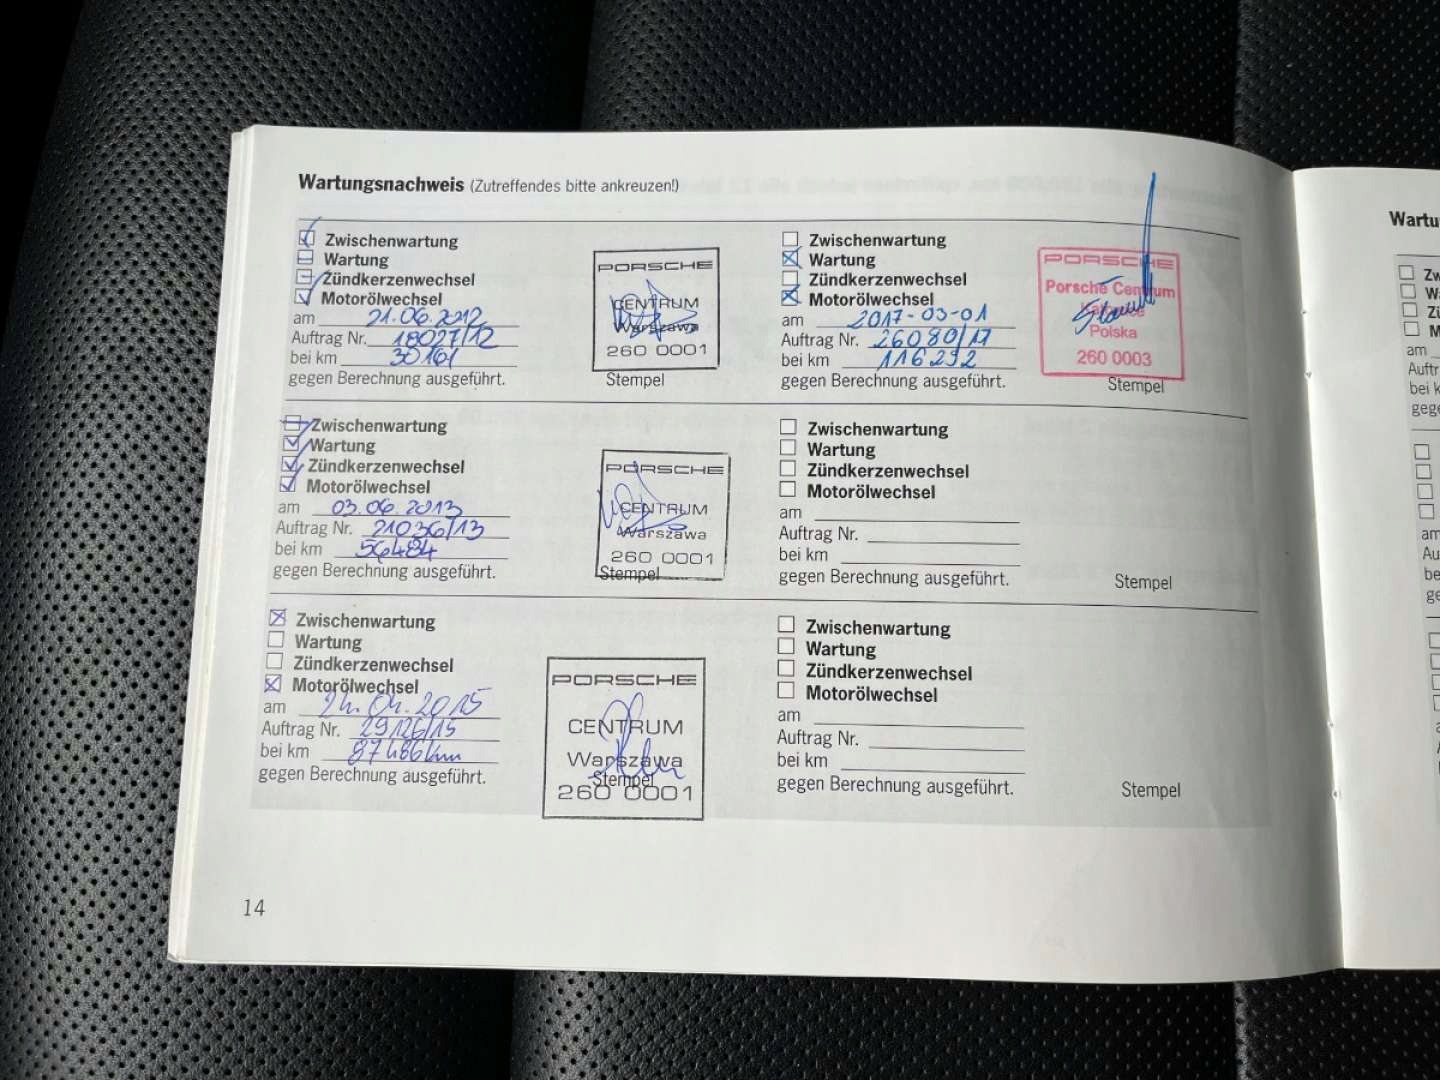 Wartungsnachweis (Zutreffendes bitte ankreuzen!)
Zwischenwartung
Wartung
Zündkerzenwechsel
Motorölwechsel
am 21.06.2012
Auftrag Nr. 18027/12
bei km 30161
gegen Berechnung ausgeführt.
PORSCHE
CENTRUM
Warszawa
260 0001
Stempel
Zwischenwartung
Wartung
Zündkerzenwechsel
Motorölwechsel
am 03.06.2013
Auftrag Nr. 21036/13
bei km 56484
gegen Berechnung ausgeführt.
PORSCHE
CENTRUM
Warszawa
260 0001
Stempel
Zwischenwartung
Wartung
Zündkerzenwechsel
Motorölwechsel
am 24.04.2015
Auftrag Nr. 29126/15
bei km 87486km
gegen Berechnung ausgeführt.
PORSCHE
CENTRUM
Warszawa
Stempel
260 0001
Zwischenwartung
Wartung
Zündkerzenwechsel
Motorölwechsel
am 2017-03-01
Auftrag Nr. 26080/17
bei km 116292
gegen Berechnung ausgeführt.
PORSCHE
Porsche Centrum
Polska
260 0003
Stempel
Zwischenwartung
Wartung
Zündkerzenwechsel
Motorölwechsel
am
Auftrag Nr.
bei km
gegen Berechnung ausgeführt.
Stempel
Zwischenwartung
Wartung
Zündkerzenwechsel
Motorölwechsel
am
Auftrag Nr.
bei km
gegen Berechnung ausgeführt.
Stempel
14